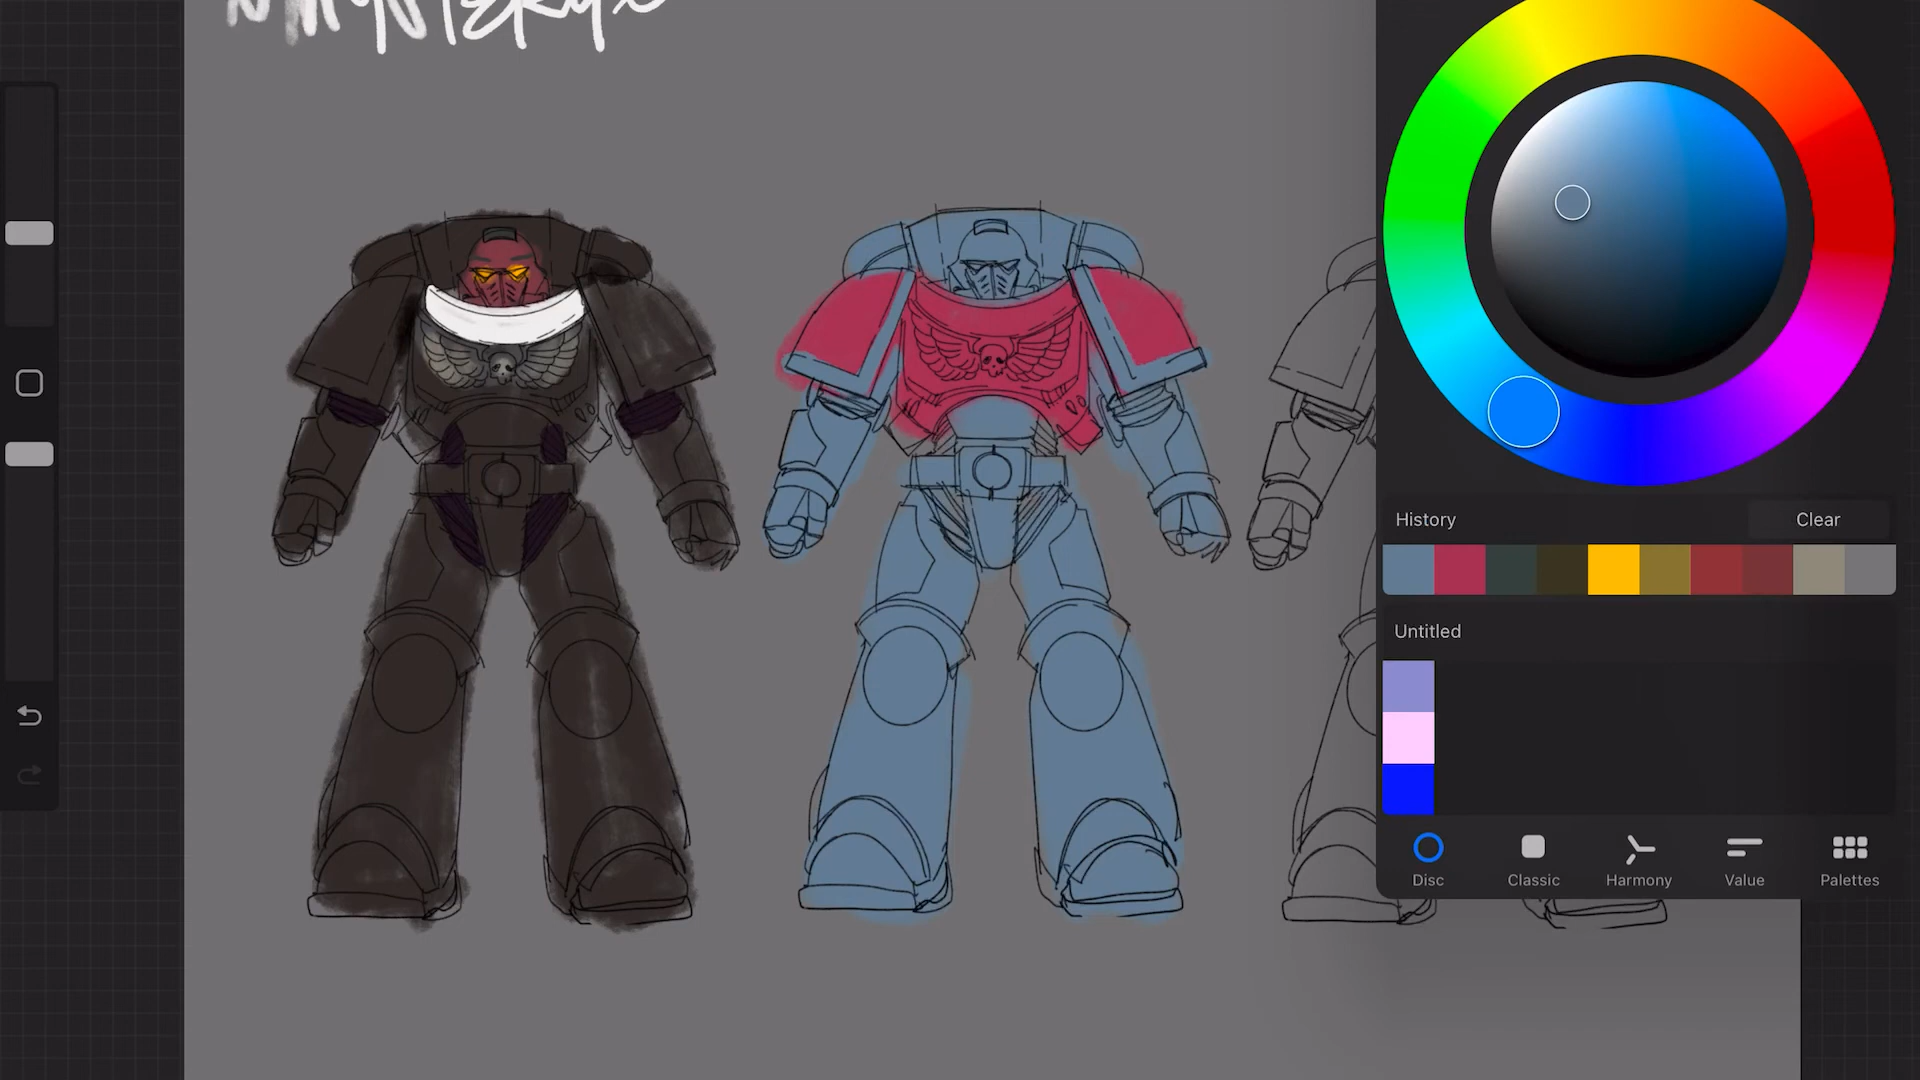 History
Clear
Untitled
Disc
Classic
Harmony
Value
Palettes